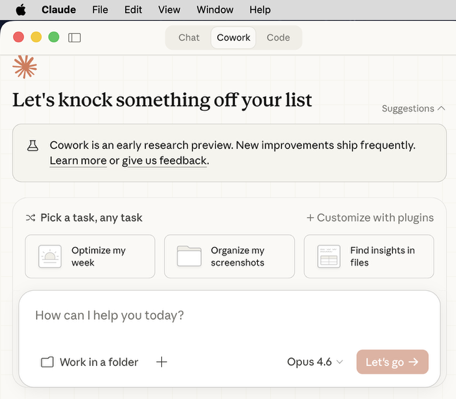 Claude File Edit View Window Help
Chat Cowork Code
Let's knock something off your list
Suggestions
Cowork is an early research preview. New improvements ship frequently.
Learn more or give us feedback.
Pick a task, any task
+ Customize with plugins
Optimize my
week
Organize my
screenshots
Find insights in
files
How can I help you today?
Work in a folder +
Opus 4.6
Let's go →